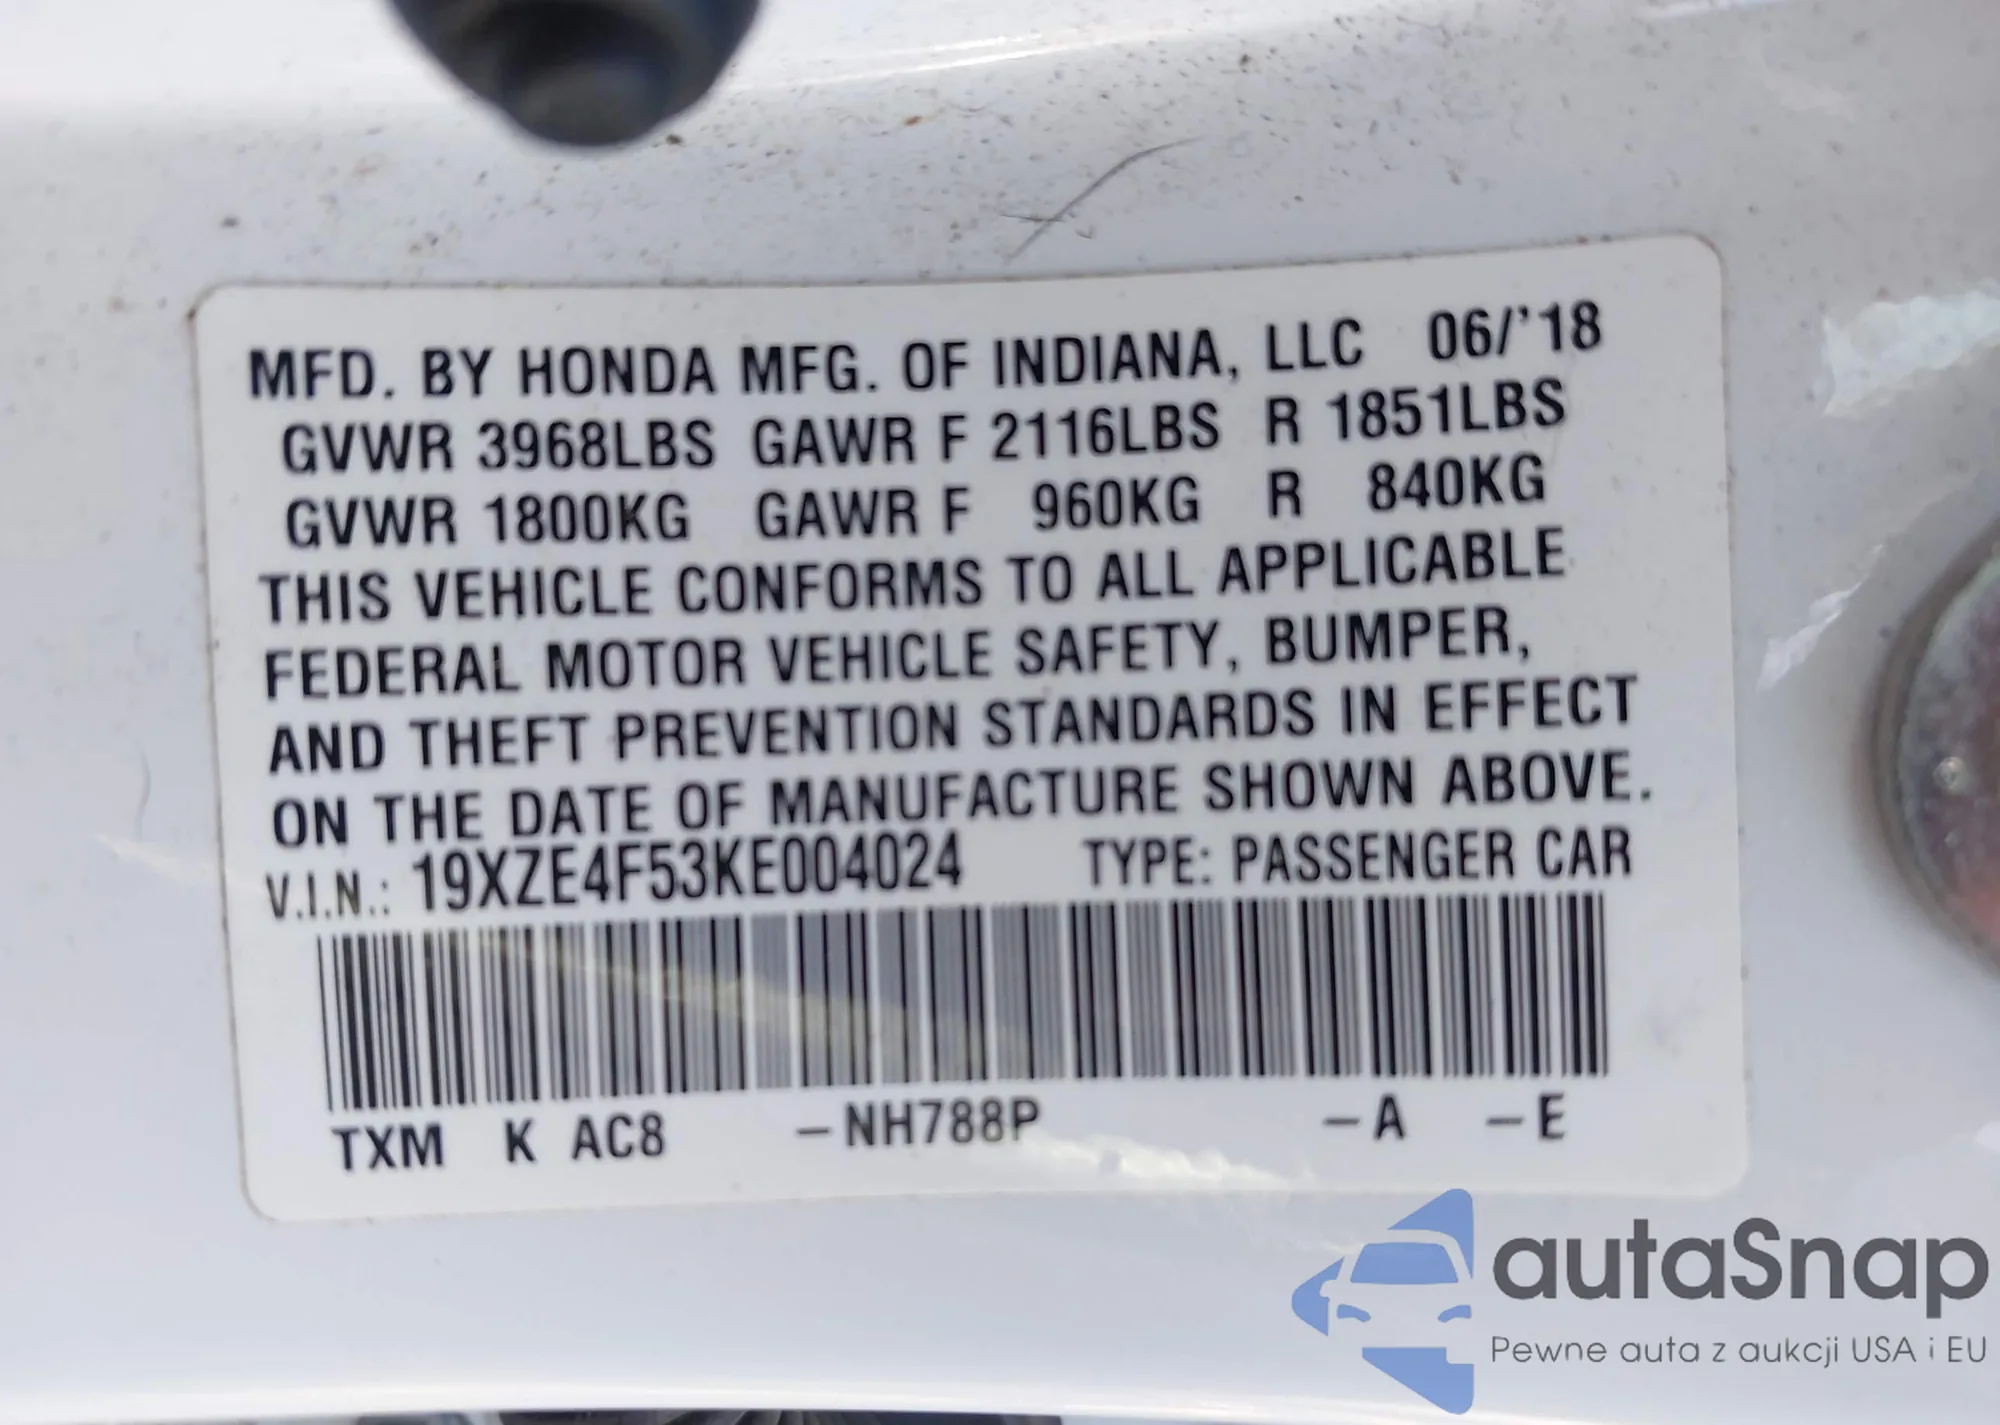 MFD. BY HONDA MFG. OF INDIANA, LLC 06/'18
GVWR 3968LBS GAWR F 2116LBS R 1851LBS
GVWR 1800KG GAWR F 960KG R 840KG
THIS VEHICLE CONFORMS TO ALL APPLICABLE
FEDERAL MOTOR VEHICLE SAFETY, BUMPER,
AND THEFT PREVENTION STANDARDS IN EFFECT
ON THE DATE OF MANUFACTURE SHOWN ABOVE.
V.I.N.: 19XZE4F53KE004024 TYPE: PASSENGER CAR
TXM K AC8 –NH788P –A –E
autaSnap
Pewne auta z aukcji USA i EU